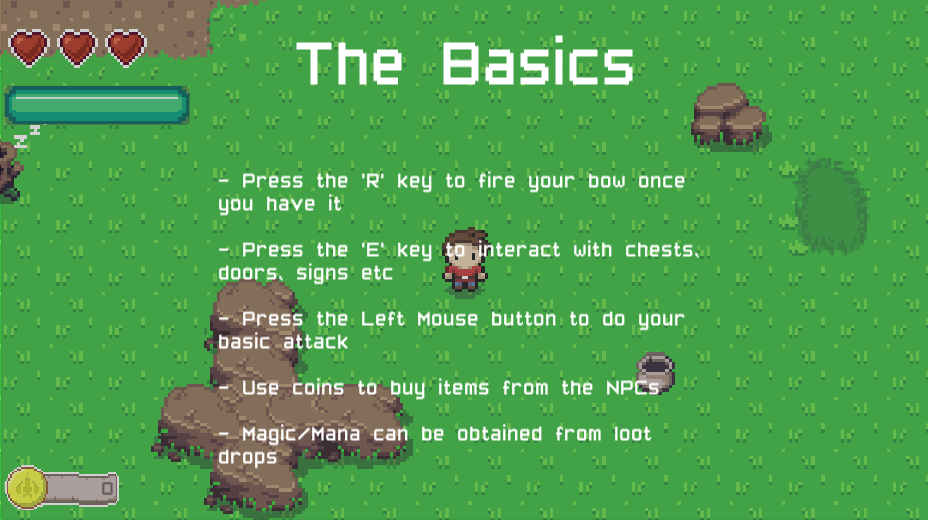 The Basics
z z
- Press the 'R' key to fire your bow once
you have it
- Press the 'E' key to interact with chests,
doors, signs etc
- Press the Left Mouse button to do your
basic attack
- Use coins to buy items from the NPCs
- Magic/Mana can be obtained from loot
drops
0